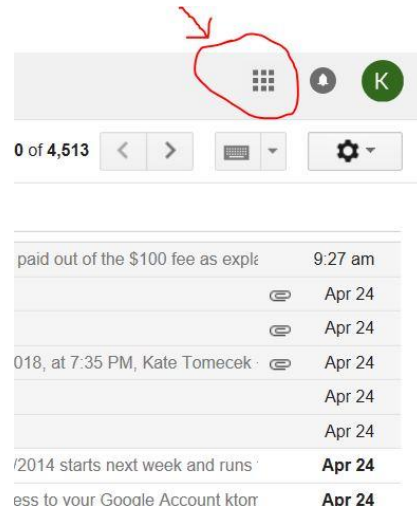 K
0 of 4,513
paid out of the $100 fee as expla 9:27 am
Apr 24
Apr 24
018, at 7:35 PM, Kate Tomecek Apr 24
Apr 24
Apr 24
/2014 starts next week and runs Apr 24
ess to your Google Account ktom Apr 24